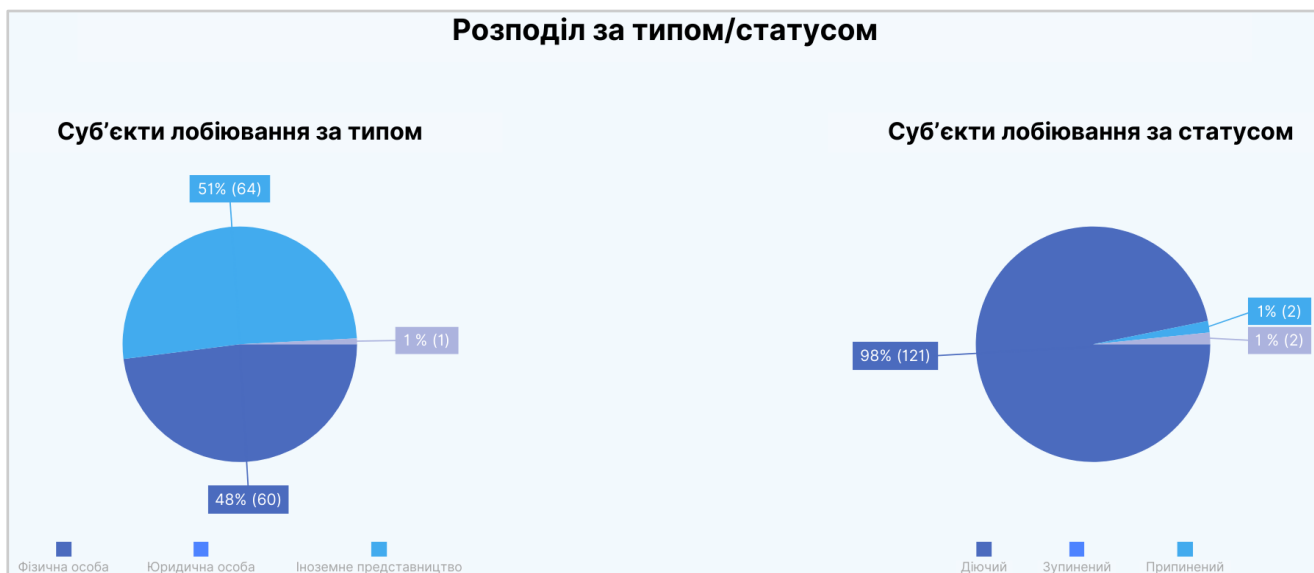 Розподіл за типом/статусом
Суб’єкти лобіювання за типом
Суб’єкти лобіювання за статусом
51% (64)
1% (2)
1 % (1)
1 % (2)
98% (121)
48% (60)
Фізична особа Юридична особа Іноземне представництво
Діючий Зупинений Припинений